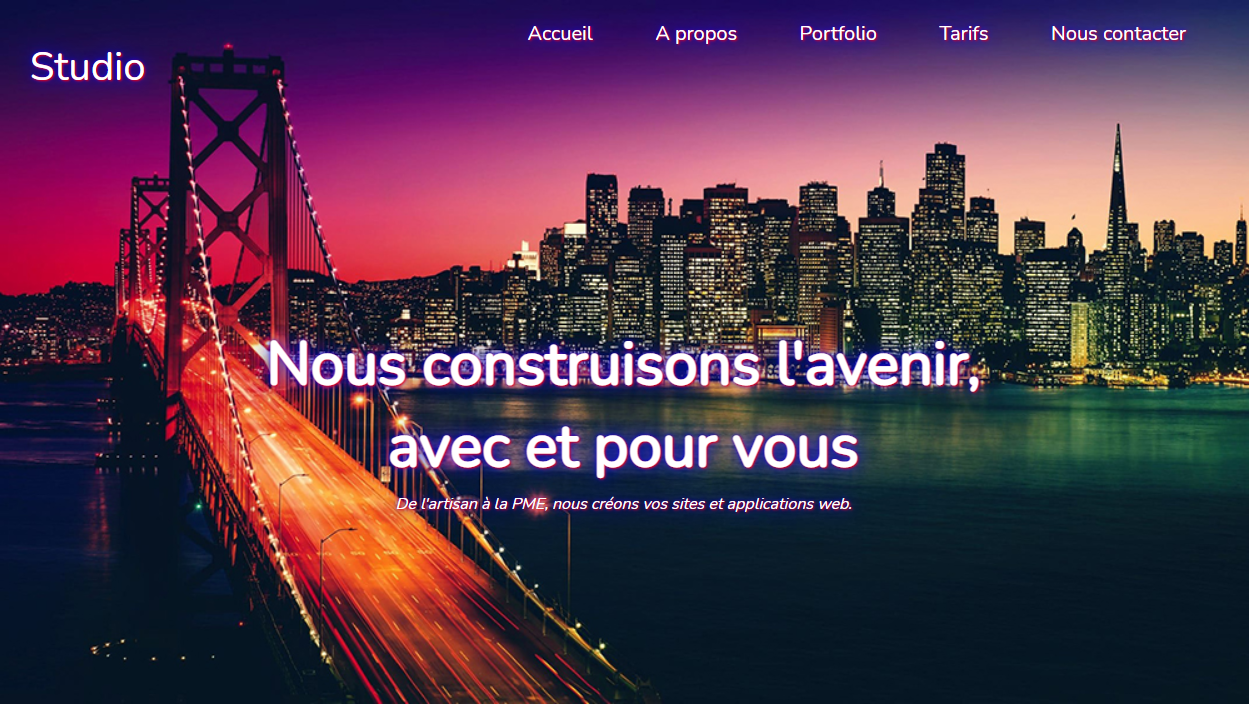 Accueil A propos Portfolio Tarifs Nous contacter
Studio
Nous construisons l'avenir,
avec et pour vous
De l'artisan à la PME, nous créons vos sites et applications web.